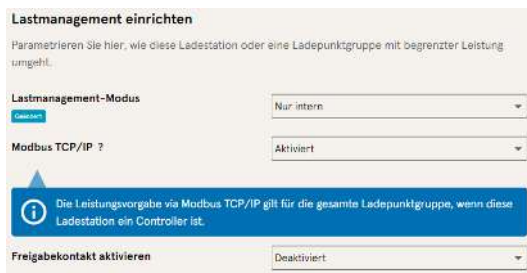 Lastmanagement einrichten
Parametrieren Sie hier, wie diese Ladestation oder eine Ladepunktgruppe mit begrenzter Leistung
umgeht.
Lastmanagement-Modus
Nur intern
Geändert
Modbus TCP/IP ?
Aktiviert
Die Leistungsvorgabe via Modbus TCP/IP gilt für die gesamte Ladepunktgruppe, wenn diese
Ladestation ein Controller ist.
Freigabekontakt aktivieren
Deaktiviert